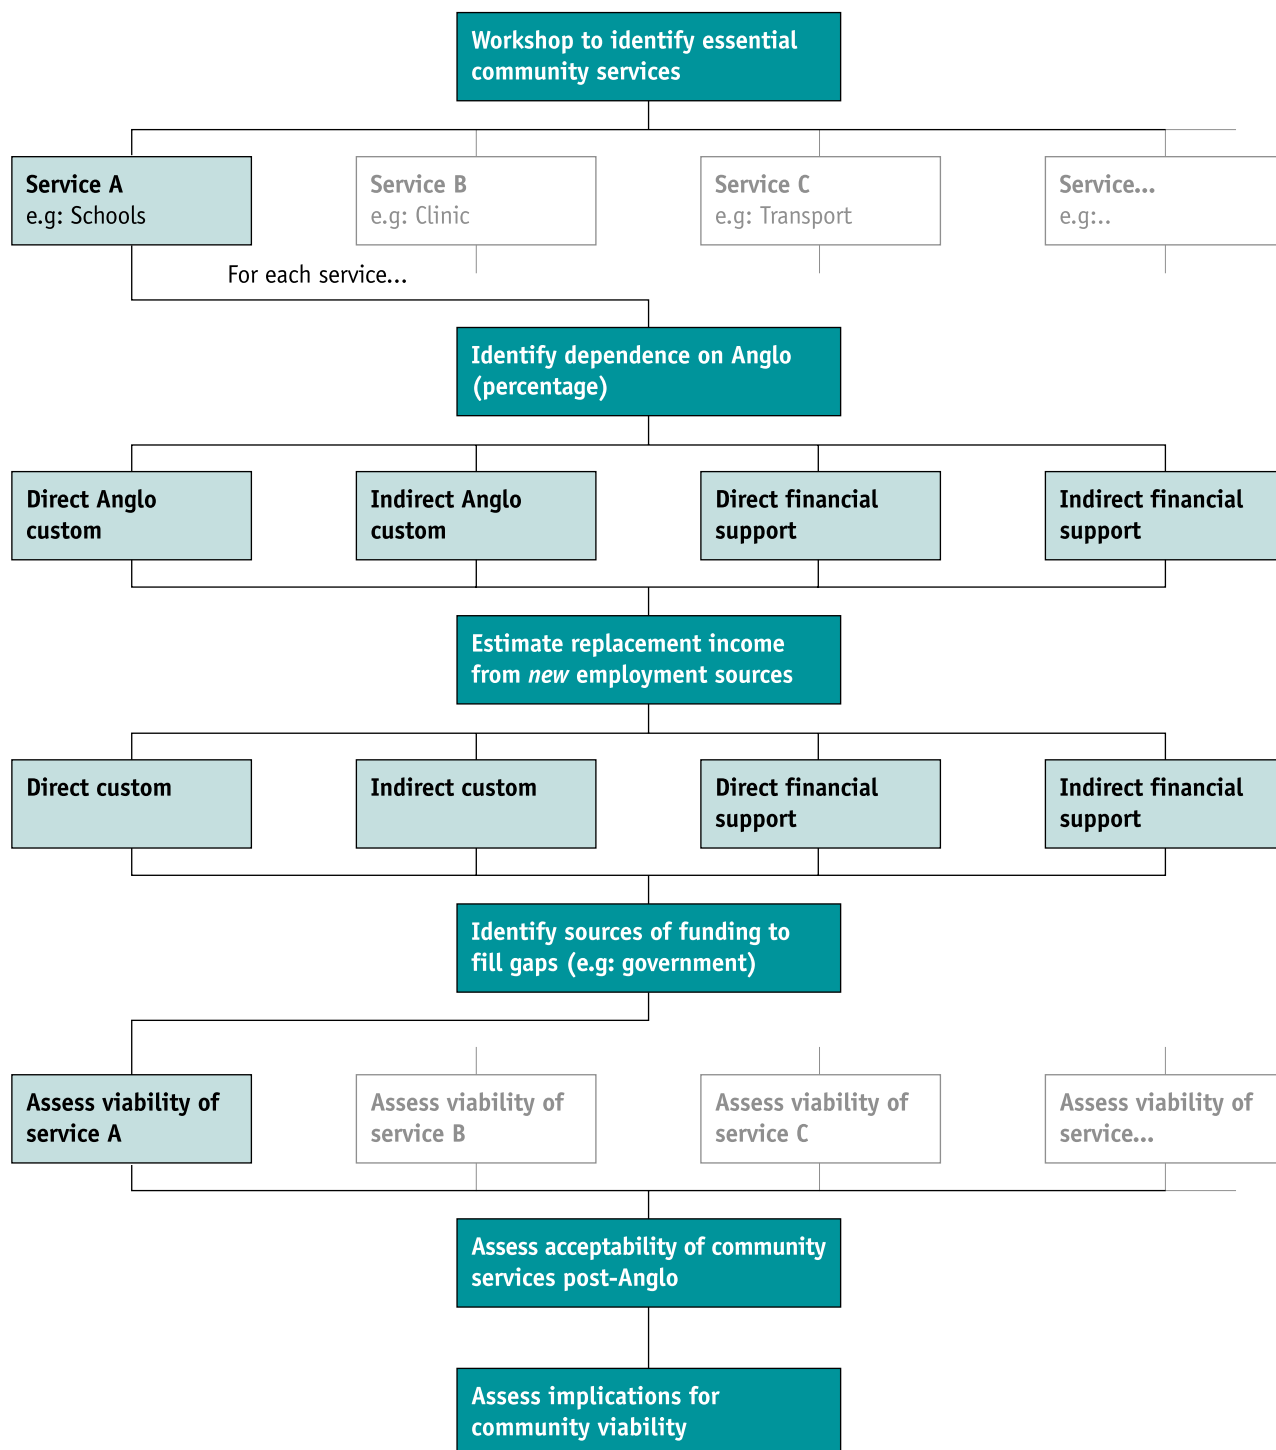 Workshop to identify essential
community services
Service A
e.g: Schools
Service B
e.g: Clinic
Service C
e.g: Transport
Service...
e.g:..
For each service...
Identify dependence on Anglo
(percentage)
Direct Anglo
custom
Indirect Anglo
custom
Direct financial
support
Indirect financial
support
Estimate replacement income
from new employment sources
Direct custom
Indirect custom
Direct financial
support
Indirect financial
support
Identify sources of funding to
fill gaps (e.g: government)
Assess viability of
service A
Assess viability of
service B
Assess viability of
service C
Assess viability of
service...
Assess acceptability of community
services post-Anglo
Assess implications for
community viability